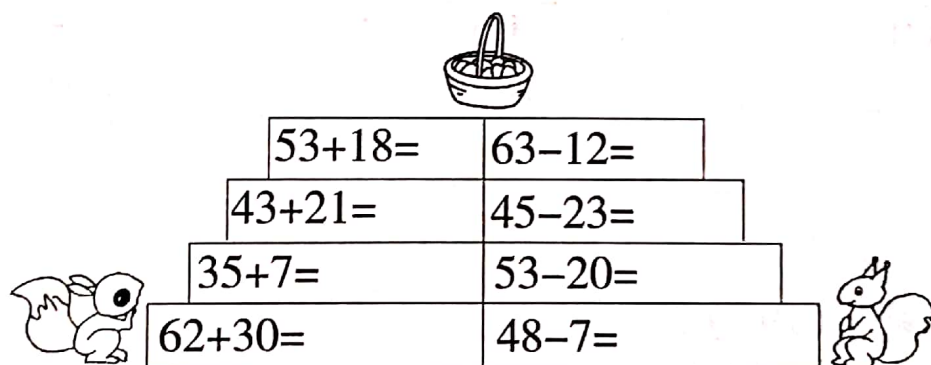 53+18= 63−12=
43+21= 45−23=
35+7= 53−20=
62+30= 48−7=